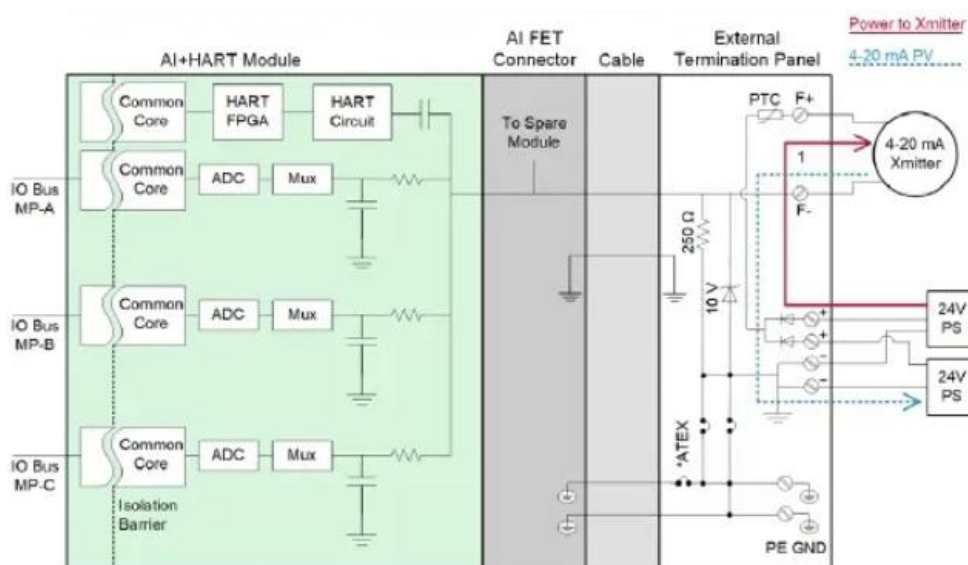 Power to Xmitter
4-20 mA PV
AI+HART Module
AI FET
Connector
Cable
External
Termination Panel
Common
Core
HART
FPGA
HART
Circuit
To Spare
Module
PTC
F+
4-20 mA
Xmitter
1
F-
IO Bus
MP-A
Common
Core
ADC
Mux
250 Ω
10 V
24V
PS
+
+
−
−
24V
PS
IO Bus
MP-B
Common
Core
ADC
Mux
*ATEX
IO Bus
MP-C
Common
Core
ADC
Mux
Isolation
Barrier
PE GND